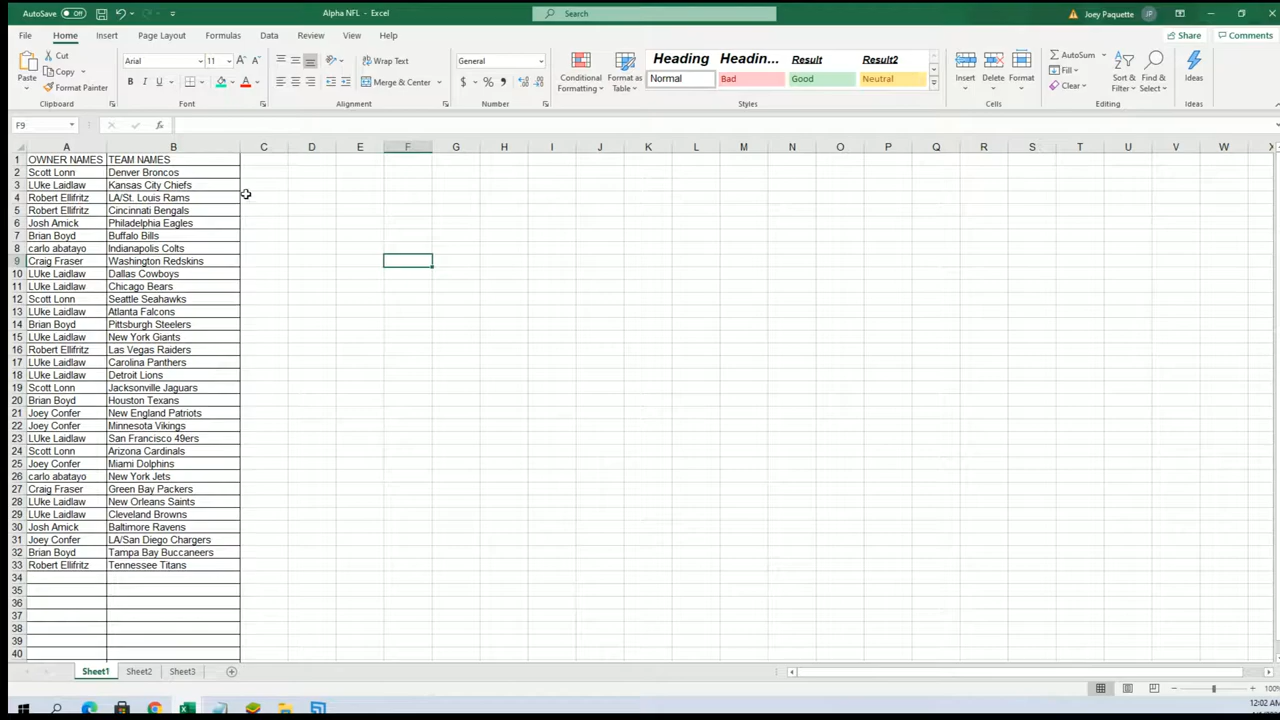 AutoSave Off
Alpha NFL - Excel
Search
Joey Paquette JP
File Home Insert Page Layout Formulas Data Review View Help
Share Comments
Paste Cut Copy Format Painter
Arial 11
B I U
Wrap Text
Merge & Center
General
$ % ,
Conditional Formatting
Format as Table
Heading Headin... Result Result2
Normal Bad Good Neutral
Insert Delete Format
AutoSum
Fill
Clear
Sort & Filter
Find & Select
Ideas
Clipboard Font Alignment Number Styles Cells Editing Ideas
F9 fx
A B C D E F G H I J K L M N O P Q R S T U V W X
1 OWNER NAMES TEAM NAMES
2 Scott Lonn Denver Broncos
3 LUke Laidlaw Kansas City Chiefs
4 Robert Ellifritz LA/St. Louis Rams
5 Robert Ellifritz Cincinnati Bengals
6 Josh Amick Philadelphia Eagles
7 Brian Boyd Buffalo Bills
8 carlo abatayo Indianapolis Colts
9 Craig Fraser Washington Redskins
10 LUke Laidlaw Dallas Cowboys
11 LUke Laidlaw Chicago Bears
12 Scott Lonn Seattle Seahawks
13 LUke Laidlaw Atlanta Falcons
14 Brian Boyd Pittsburgh Steelers
15 LUke Laidlaw New York Giants
16 Robert Ellifritz Las Vegas Raiders
17 LUke Laidlaw Carolina Panthers
18 LUke Laidlaw Detroit Lions
19 Scott Lonn Jacksonville Jaguars
20 Brian Boyd Houston Texans
21 Joey Confer New England Patriots
22 Joey Confer Minnesota Vikings
23 LUke Laidlaw San Francisco 49ers
24 Scott Lonn Arizona Cardinals
25 Joey Confer Miami Dolphins
26 carlo abatayo New York Jets
27 Craig Fraser Green Bay Packers
28 LUke Laidlaw New Orleans Saints
29 LUke Laidlaw Cleveland Browns
30 Josh Amick Baltimore Ravens
31 Joey Confer LA/San Diego Chargers
32 Brian Boyd Tampa Bay Buccaneers
33 Robert Ellifritz Tennessee Titans
34
35
36
37
38
39
40
Sheet1 Sheet2 Sheet3
100%
12:02 AM